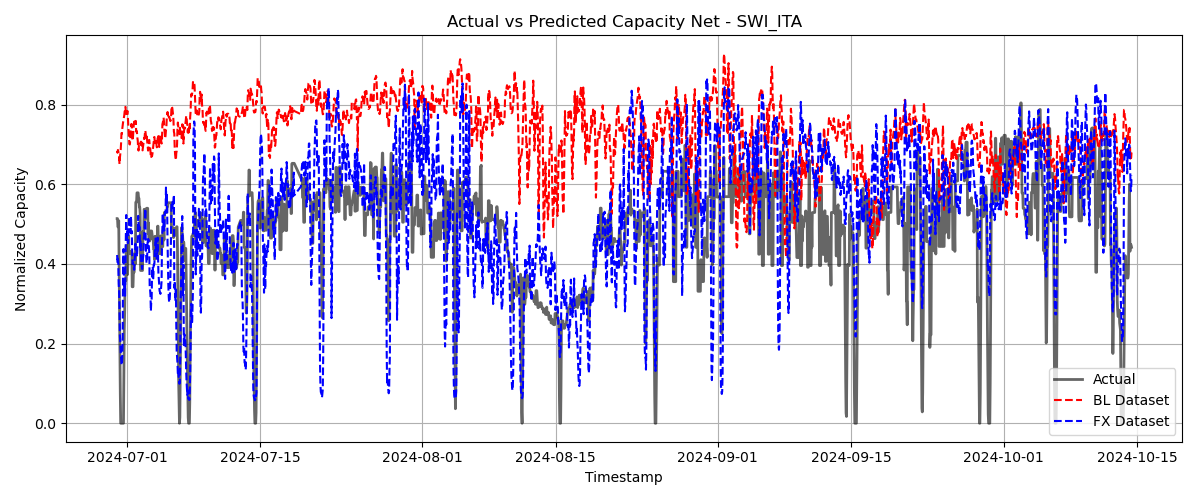 Actual vs Predicted Capacity Net - SWI_ITA
Normalized Capacity
0.8
0.6
0.4
0.2
0.0
Actual
BL Dataset
FX Dataset
2024-07-01 2024-07-15 2024-08-01 2024-08-15 2024-09-01 2024-09-15 2024-10-01 2024-10-15
Timestamp